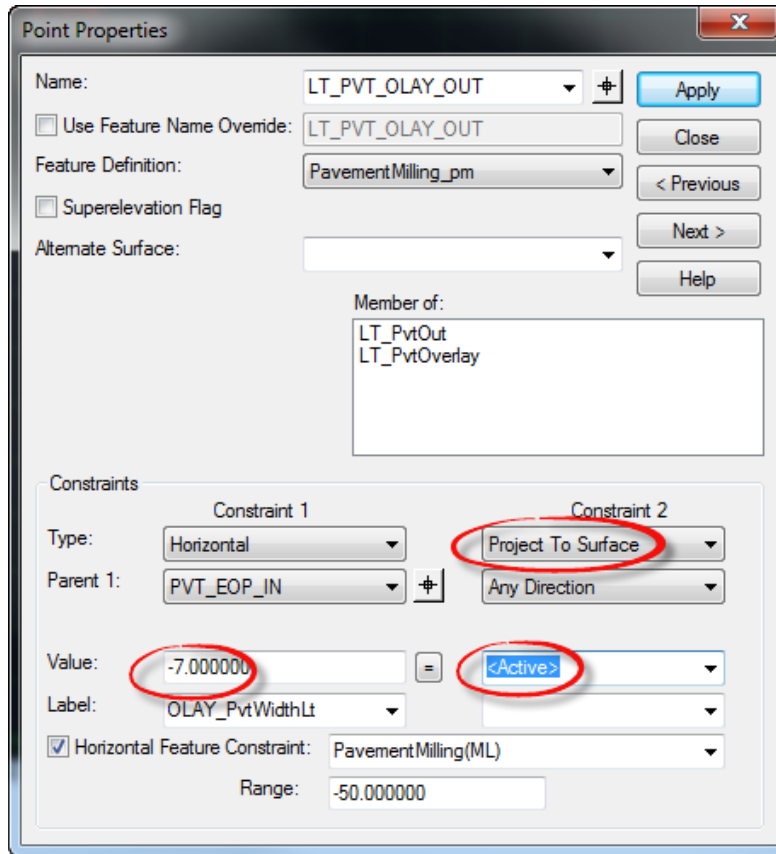 Point Properties
Name:
LT_PVT_OLAY_OUT
Apply
Use Feature Name Override:
LT_PVT_OLAY_OUT
Close
Feature Definition:
PavementMilling_pm
< Previous
Superelevation Flag
Next >
Alternate Surface:
Help
Member of:
LT_PvtOut
LT_PvtOverlay
Constraints
Constraint 1
Constraint 2
Type:
Horizontal
Project To Surface
Parent 1:
PVT_EOP_IN
Any Direction
Value:
-7.000000
=
<Active>
Label:
OLAY_PvtWidthLt
Horizontal Feature Constraint:
PavementMilling(ML)
Range:
-50.000000